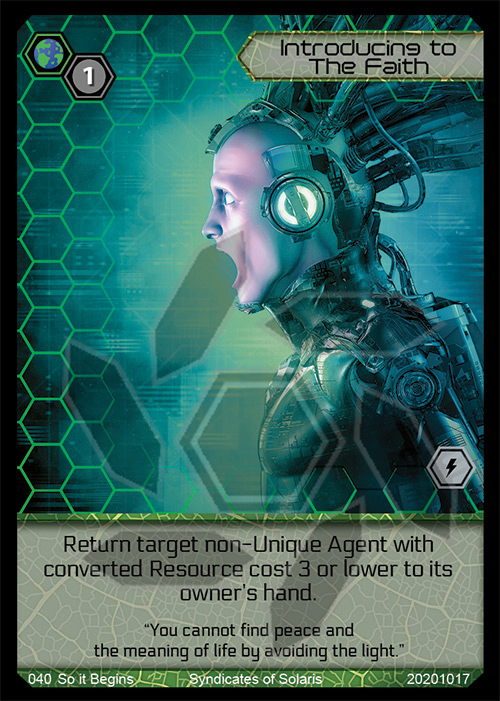 1
Introducing to
The Faith
Return target non-Unique Agent with
converted Resource cost 3 or lower to its
owner's hand.
“You cannot find peace and
the meaning of life by avoiding the light.”
040 So it Begins Syndicates of Solaris 20201017